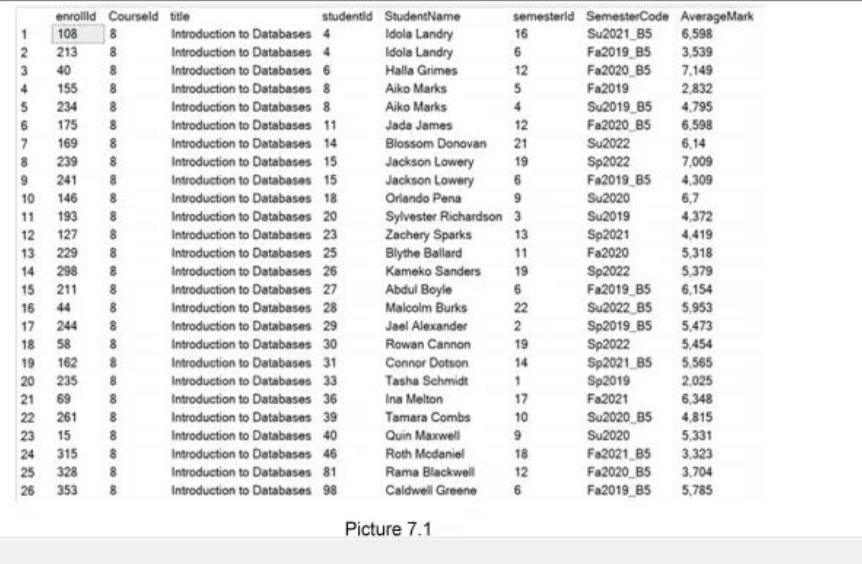 enrollId CourseId title studentId StudentName semesterId SemesterCode AverageMark
1 108 8 Introduction to Databases 4 Idola Landry 16 Su2021_B5 6,598
2 213 8 Introduction to Databases 4 Idola Landry 6 Fa2019_B5 3,539
3 40 8 Introduction to Databases 6 Halla Grimes 12 Fa2020_B5 7,149
4 155 8 Introduction to Databases 8 Aiko Marks 5 Fa2019 2,832
5 234 8 Introduction to Databases 8 Aiko Marks 4 Su2019_B5 4,795
6 175 8 Introduction to Databases 11 Jada James 12 Fa2020_B5 6,598
7 169 8 Introduction to Databases 14 Blossom Donovan 21 Su2022 6,14
8 239 8 Introduction to Databases 15 Jackson Lowery 19 Sp2022 7,009
9 241 8 Introduction to Databases 15 Jackson Lowery 6 Fa2019_B5 4,309
10 146 8 Introduction to Databases 18 Orlando Pena 9 Su2020 6,7
11 193 8 Introduction to Databases 20 Sylvester Richardson 3 Su2019 4,372
12 127 8 Introduction to Databases 23 Zachery Sparks 13 Sp2021 4,419
13 229 8 Introduction to Databases 25 Blythe Ballard 11 Fa2020 5,318
14 298 8 Introduction to Databases 26 Kameko Sanders 19 Sp2022 5,379
15 211 8 Introduction to Databases 27 Abdul Boyle 6 Fa2019_B5 6,154
16 44 8 Introduction to Databases 28 Malcolm Burks 22 Su2022_B5 5,953
17 244 8 Introduction to Databases 29 Jael Alexander 2 Sp2019_B5 5,473
18 58 8 Introduction to Databases 30 Rowan Cannon 19 Sp2022 5,454
19 162 8 Introduction to Databases 31 Connor Dotson 14 Sp2021_B5 5,565
20 235 8 Introduction to Databases 33 Tasha Schmidt 1 Sp2019 2,025
21 69 8 Introduction to Databases 36 Ina Melton 17 Fa2021 6,348
22 261 8 Introduction to Databases 39 Tamara Combs 10 Su2020_B5 4,815
23 15 8 Introduction to Databases 40 Quin Maxwell 9 Su2020 5,331
24 315 8 Introduction to Databases 46 Roth Mcdaniel 18 Fa2021_B5 3,323
25 328 8 Introduction to Databases 81 Rama Blackwell 12 Fa2020_B5 3,704
26 353 8 Introduction to Databases 98 Caldwell Greene 6 Fa2019_B5 5,785
Picture 7.1